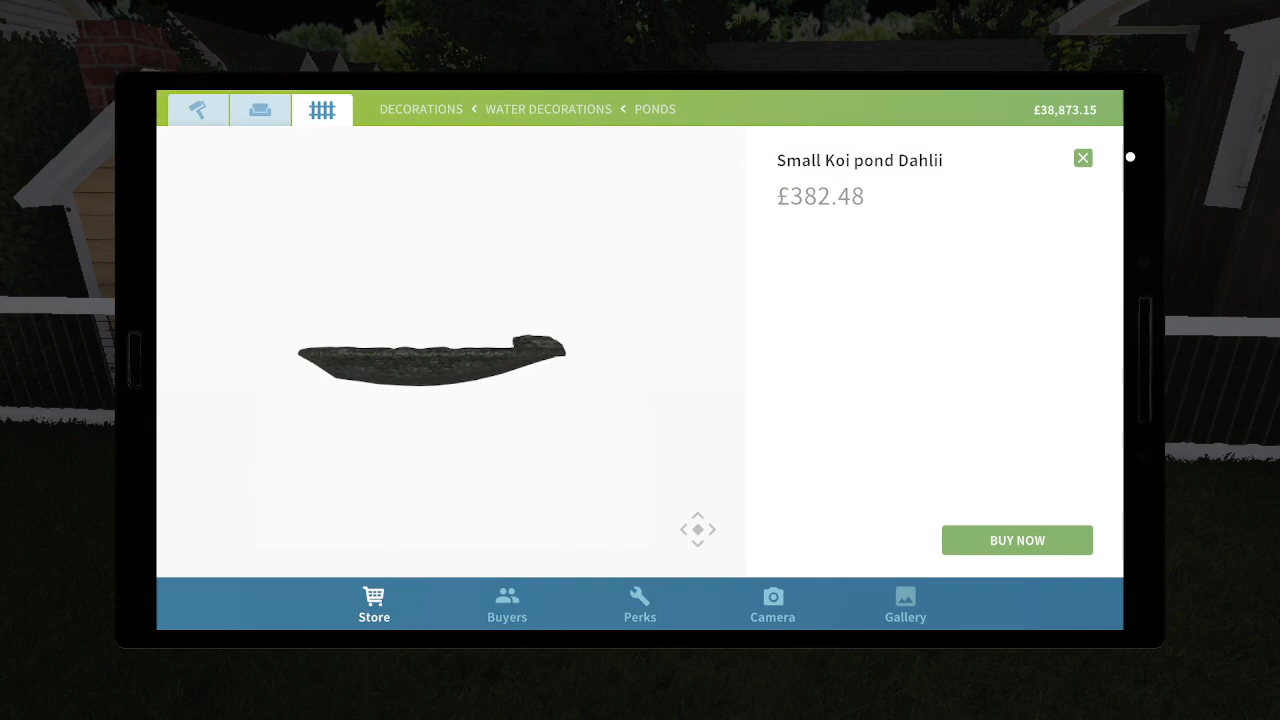 DECORATIONS < WATER DECORATIONS < PONDS
£38,873.15
Small Koi pond Dahlii
£382.48
BUY NOW
Store
Buyers
Perks
Camera
Gallery